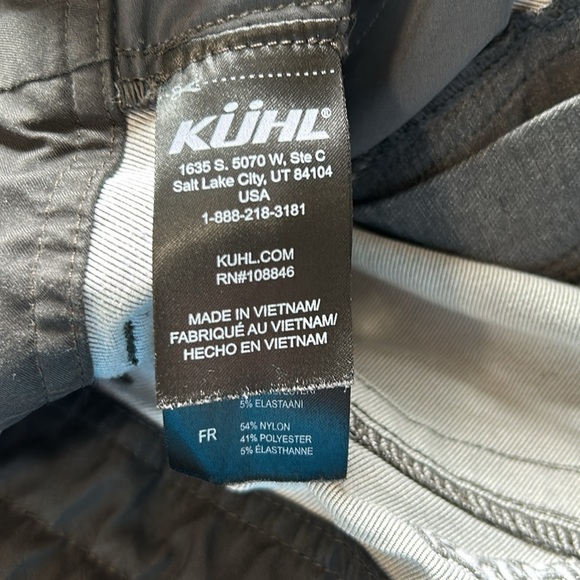 KÜHL®
1635 S. 5070 W, Ste C
Salt Lake City, UT 84104
USA
1-888-218-3181
KUHL.COM
RN#108846
MADE IN VIETNAM/
FABRIQUÉ AU VIETNAM/
HECHO EN VIETNAM
5% ELASTAANI
FR
54% NYLON
41% POLYESTER
5% ÉLASTHANNE